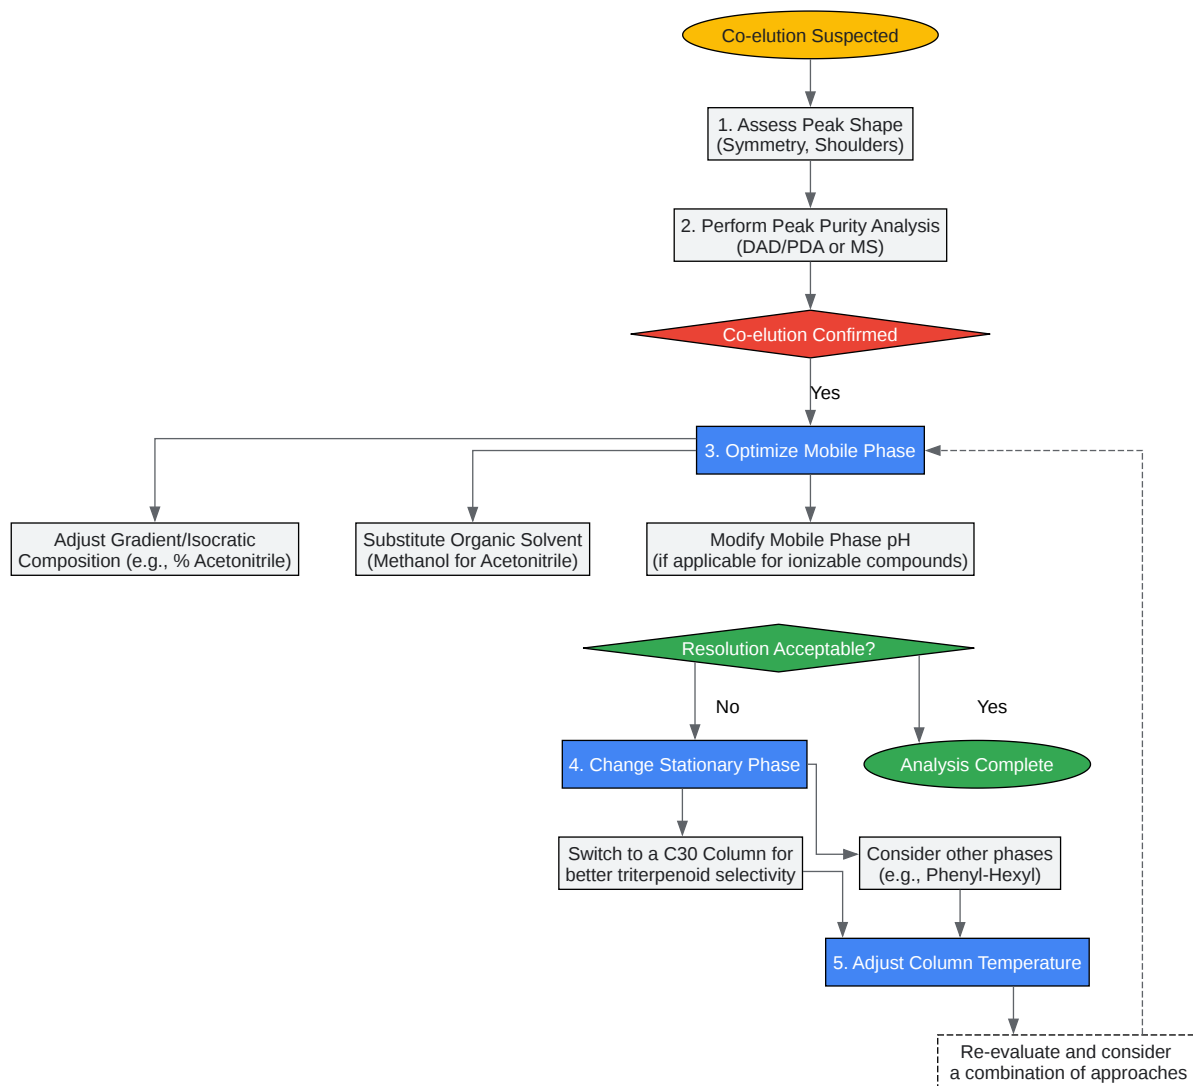 Co-elution Suspected
1. Assess Peak Shape
(Symmetry, Shoulders)
2. Perform Peak Purity Analysis
(DAD/PDA or MS)
Co-elution Confirmed
Yes
3. Optimize Mobile Phase
Adjust Gradient/Isocratic
Composition (e.g., % Acetonitrile)
Substitute Organic Solvent
(Methanol for Acetonitrile)
Modify Mobile Phase pH
(if applicable for ionizable compounds)
Resolution Acceptable?
No
Yes
4. Change Stationary Phase
Analysis Complete
Switch to a C30 Column for
better triterpenoid selectivity
Consider other phases
(e.g., Phenyl-Hexyl)
5. Adjust Column Temperature
Re-evaluate and consider
a combination of approaches